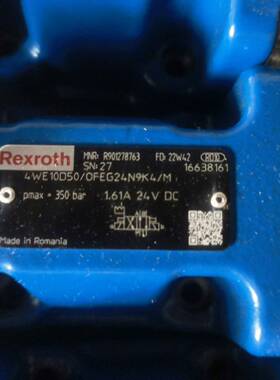 Rexroth MNR: R901278763 FD: 22W42 RD10
SN: 27 16638161
4WE10D50/OFEG24N9K4/M
pmax = 350 bar 1.61A 24V DC
Made in Romania